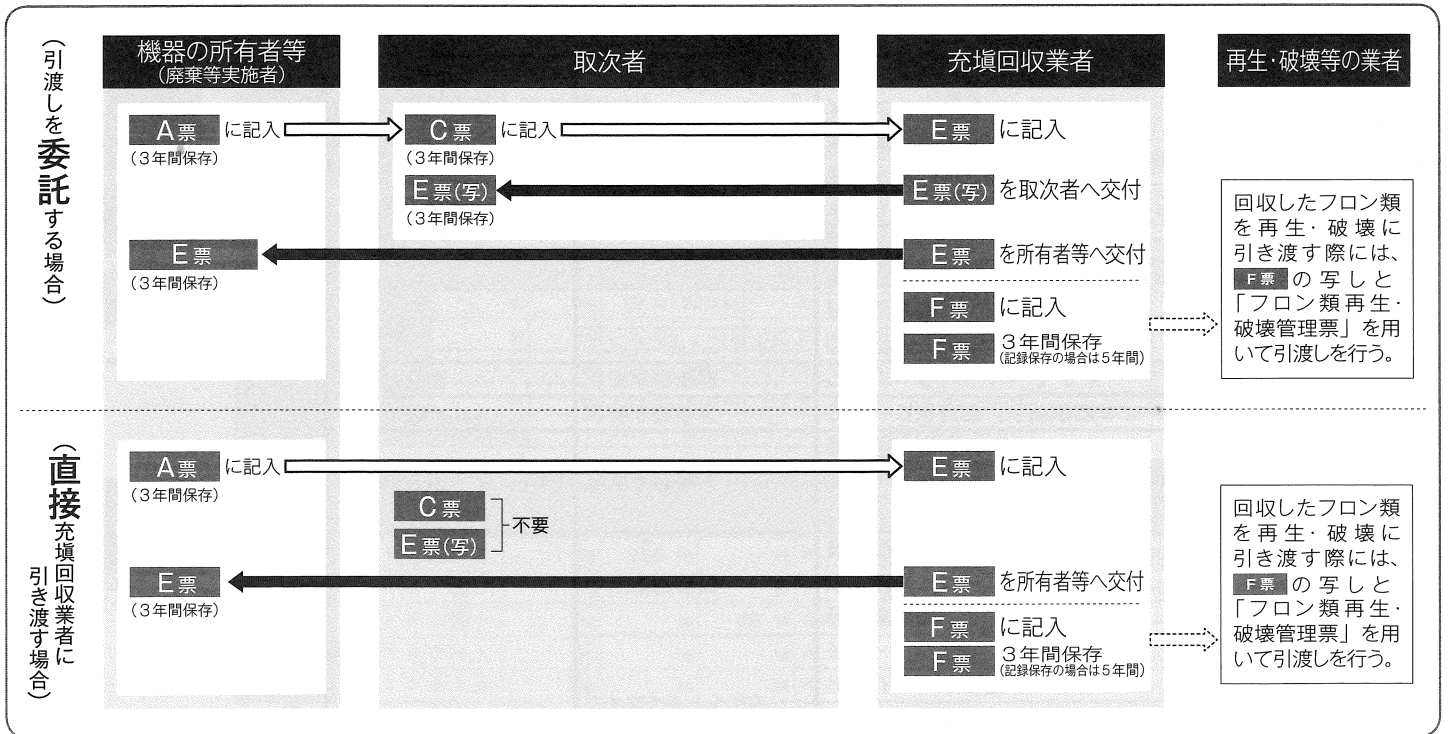 機器の所有者等
(廃棄等実施者)
取次者
充塡回収業者
再生・破壊等の業者
(引渡しを委託する場合)
A票 に記入
(3年間保存)
C票 に記入
(3年間保存)
E票 に記入
E票(写)
(3年間保存)
E票(写) を取次者へ交付
E票
(3年間保存)
E票 を所有者等へ交付
F票 に記入
F票 3年間保存
(記録保存の場合は5年間)
回収したフロン類
を再生・破壊に
引き渡す際には、
F票 の写しと
「フロン類再生・
破壊管理票」を用
いて引渡しを行う。
(直接充塡回収業者に
引き渡す場合)
A票 に記入
(3年間保存)
E票 に記入
C票
E票(写)
不要
E票
(3年間保存)
E票 を所有者等へ交付
F票 に記入
F票 3年間保存
(記録保存の場合は5年間)
回収したフロン類
を再生・破壊に
引き渡す際には、
F票 の写しと
「フロン類再生・
破壊管理票」を用
いて引渡しを行う。